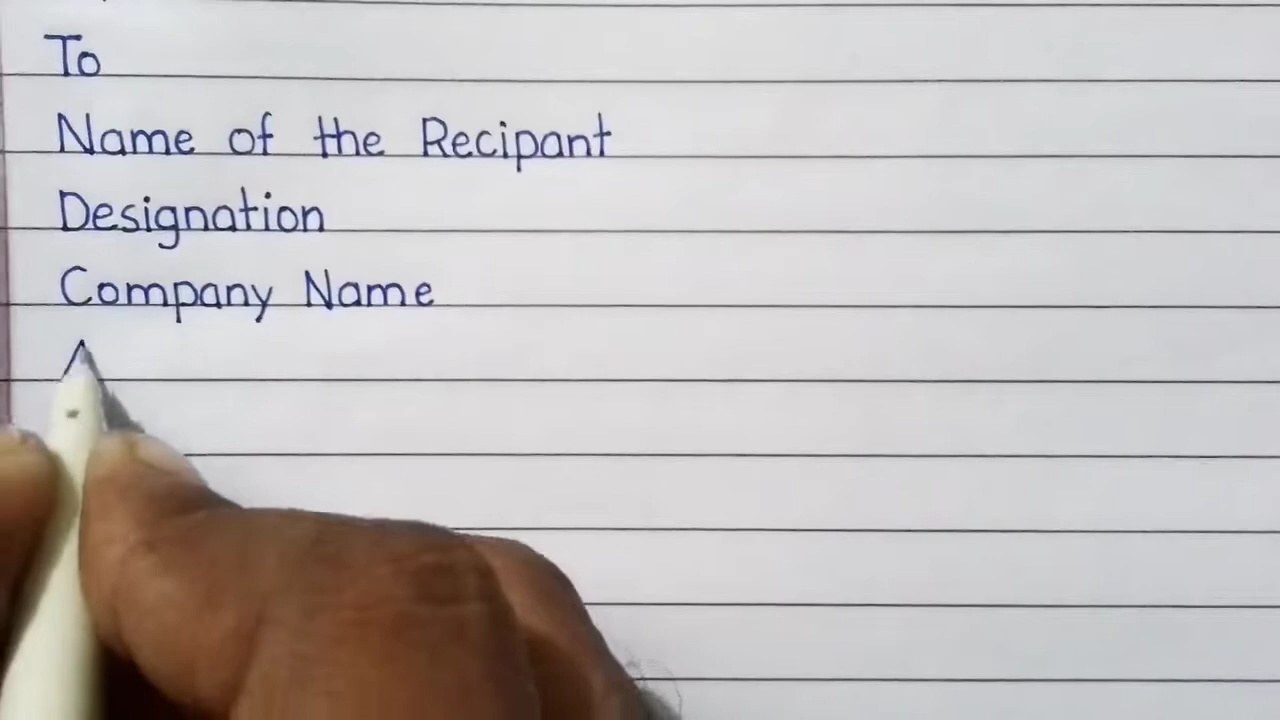 To
Name of the Recipant
Designation
Company Name